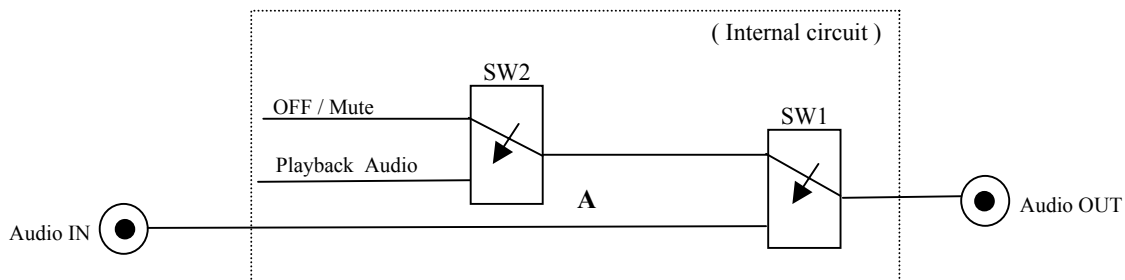 ( Internal circuit )
SW2
OFF / Mute
SW1
Playback Audio
A
Audio IN
Audio OUT